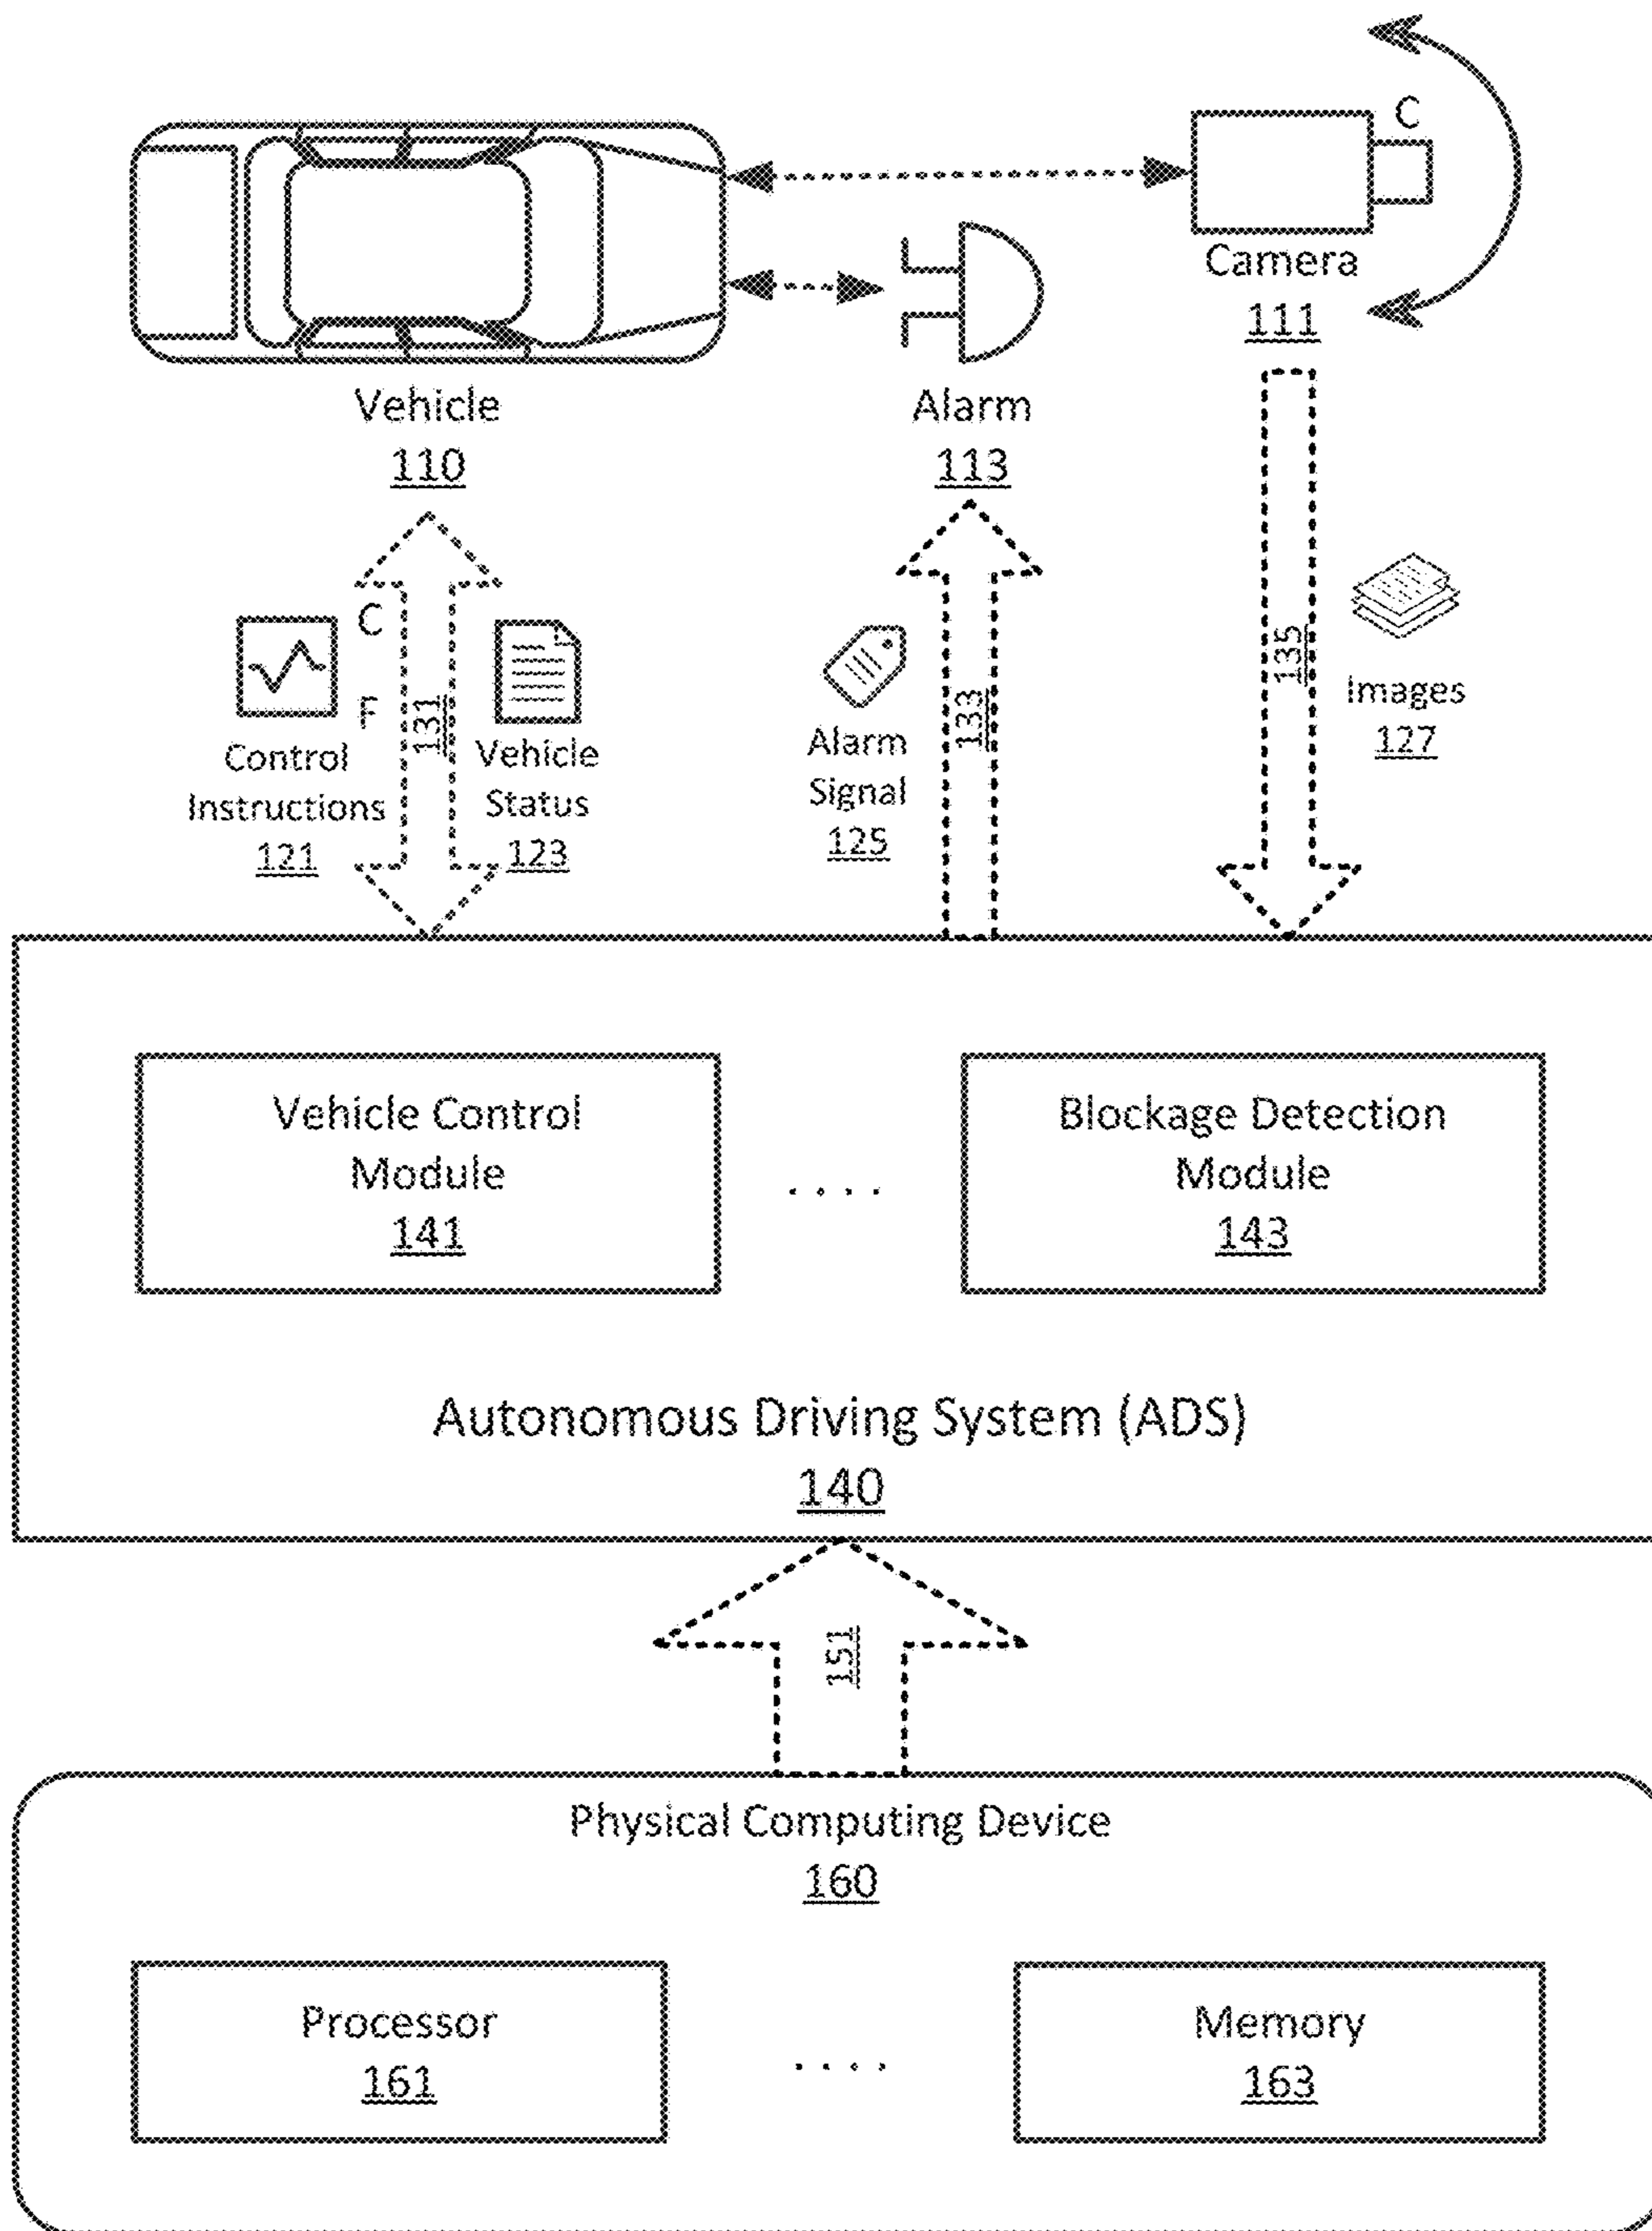 C
Camera
111
Vehicle
110
Alarm
113
C
F
131
Control
Instructions
121
Vehicle
Status
123
Alarm
Signal
125
133
135
Images
127
Vehicle Control
Module
141
. . . .
Blockage Detection
Module
143
Autonomous Driving System (ADS)
140
151
Physical Computing Device
160
Processor
161
. . . .
Memory
163